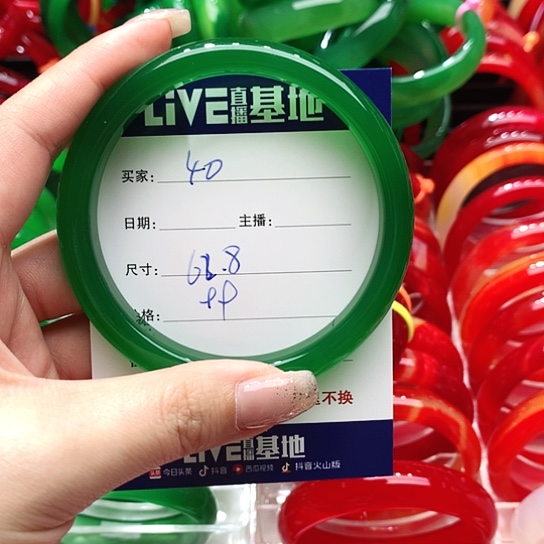 LIVE直播基地
买家: 40
日期: 主播:
尺寸: 61.8
格:
不换
LIVE直播基地
今日头条 抖音 西瓜视频 抖音火山版